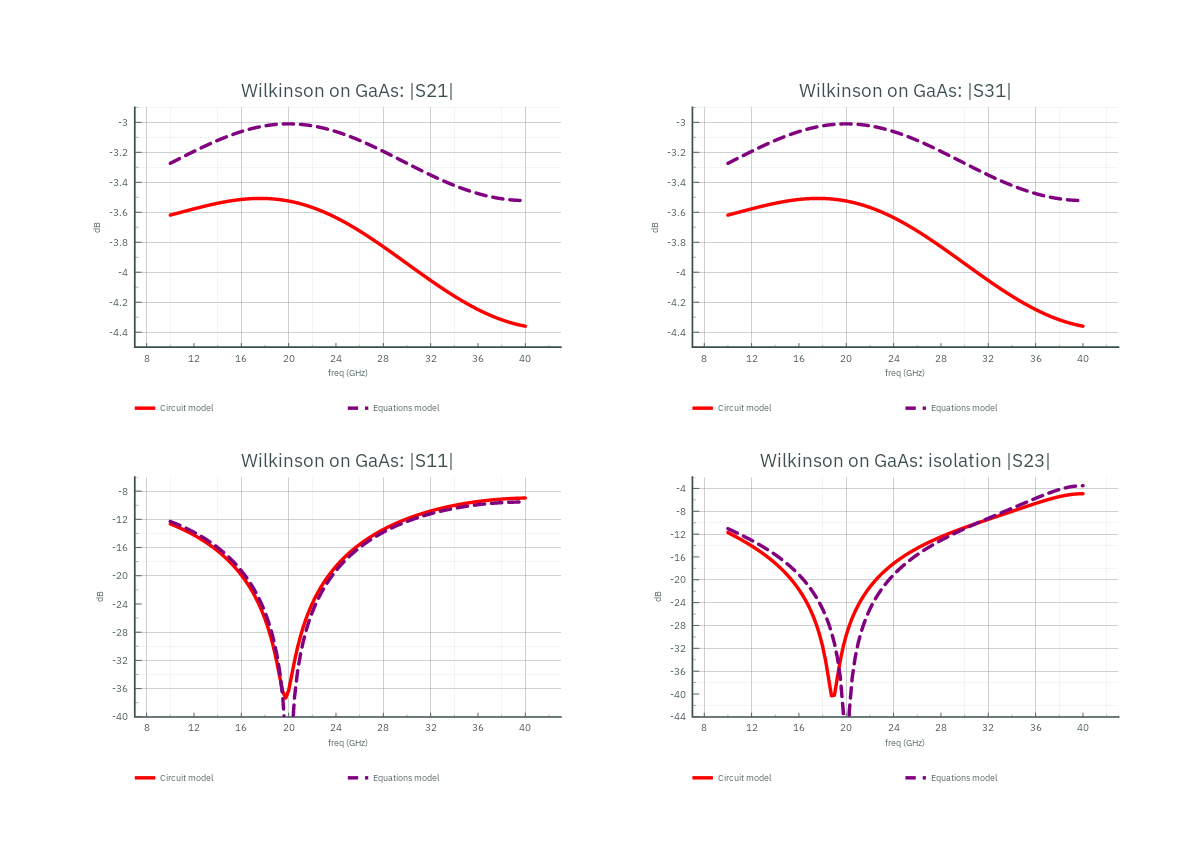 Wilkinson on GaAs: |S21|
-3
-3.2
-3.4
-3.6
-3.8
-4
-4.2
-4.4
dB
8 12 16 20 24 28 32 36 40
freq (GHz)
Circuit model Equations model
Wilkinson on GaAs: |S31|
-3
-3.2
-3.4
-3.6
-3.8
-4
-4.2
-4.4
dB
8 12 16 20 24 28 32 36 40
freq (GHz)
Circuit model Equations model
Wilkinson on GaAs: |S11|
-8
-12
-16
-20
-24
-28
-32
-36
-40
dB
8 12 16 20 24 28 32 36 40
freq (GHz)
Circuit model Equations model
Wilkinson on GaAs: isolation |S23|
-4
-8
-12
-16
-20
-24
-28
-32
-36
-40
-44
dB
8 12 16 20 24 28 32 36 40
freq (GHz)
Circuit model Equations model